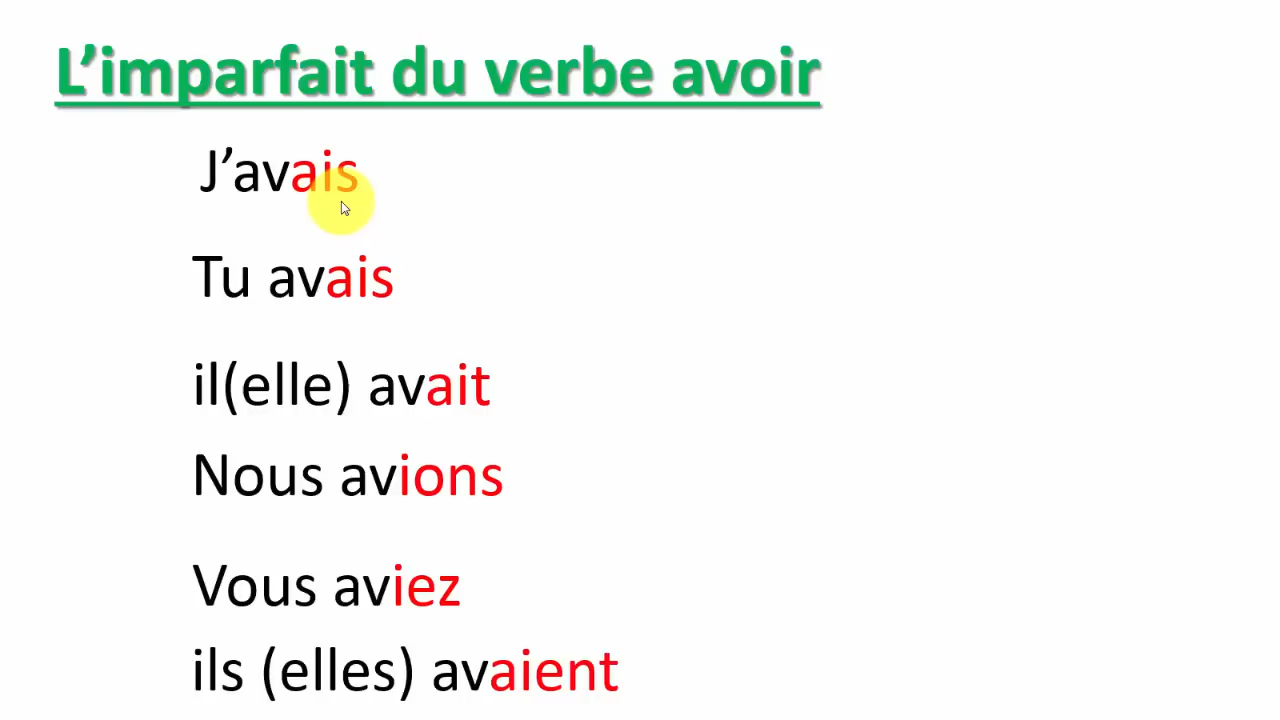 L’imparfait du verbe avoir
J’avais
Tu avais
il(elle) avait
Nous avions
Vous aviez
ils (elles) avaient